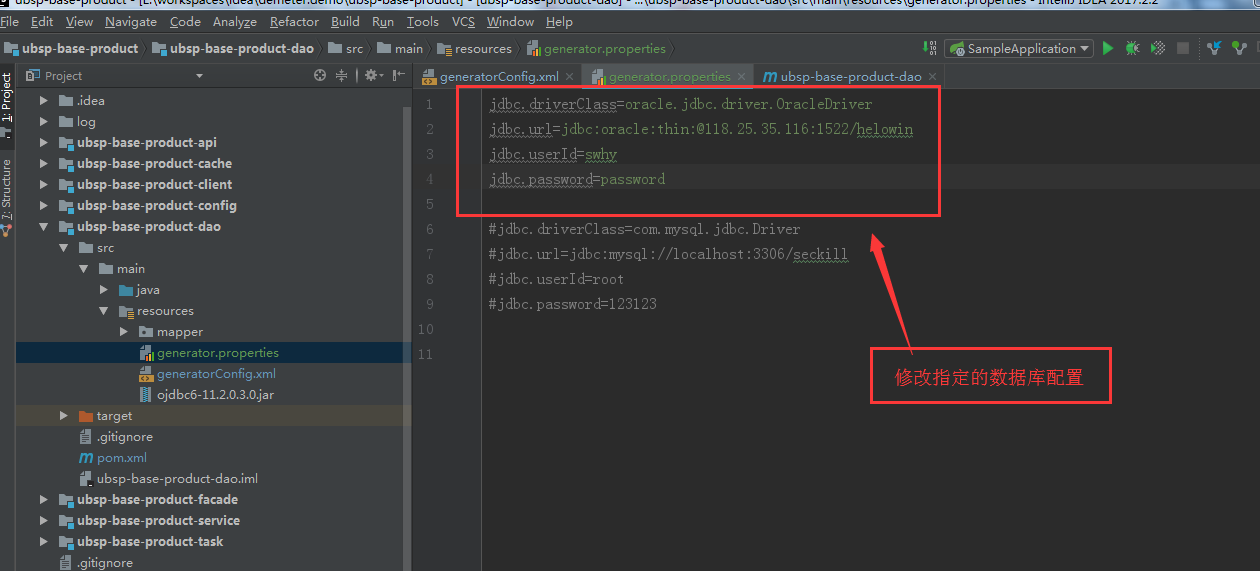 ubsp-base-product - [E:\workspaces\idea\demeter.demo\ubsp-base-product] - [ubsp-base-product-dao] - ...\ubsp-base-product-dao\src\main\resources\generator.properties - IntelliJ IDEA 2017.2.2
File Edit View Navigate Code Analyze Refactor Build Run Tools VCS Window Help
ubsp-base-product ubsp-base-product-dao src main resources generator.properties SampleApplication
1: Project
7: Structure
Project
.idea
log
ubsp-base-product-api
ubsp-base-product-cache
ubsp-base-product-client
ubsp-base-product-config
ubsp-base-product-dao
src
main
java
resources
mapper
generator.properties
generatorConfig.xml
ojdbc6-11.2.0.3.0.jar
target
.gitignore
pom.xml
ubsp-base-product-dao.iml
ubsp-base-product-facade
ubsp-base-product-service
ubsp-base-product-task
.gitignore
generatorConfig.xml generator.properties ubsp-base-product-dao
1 jdbc.driverClass=oracle.jdbc.driver.OracleDriver
2 jdbc.url=jdbc:oracle:thin:@118.25.35.116:1522/helowin
3 jdbc.userId=swhy
4 jdbc.password=password
5
6 #jdbc.driverClass=com.mysql.jdbc.Driver
7 #jdbc.url=jdbc:mysql://localhost:3306/seckill
8 #jdbc.userId=root
9 #jdbc.password=123123
10
11
修改指定的数据库配置